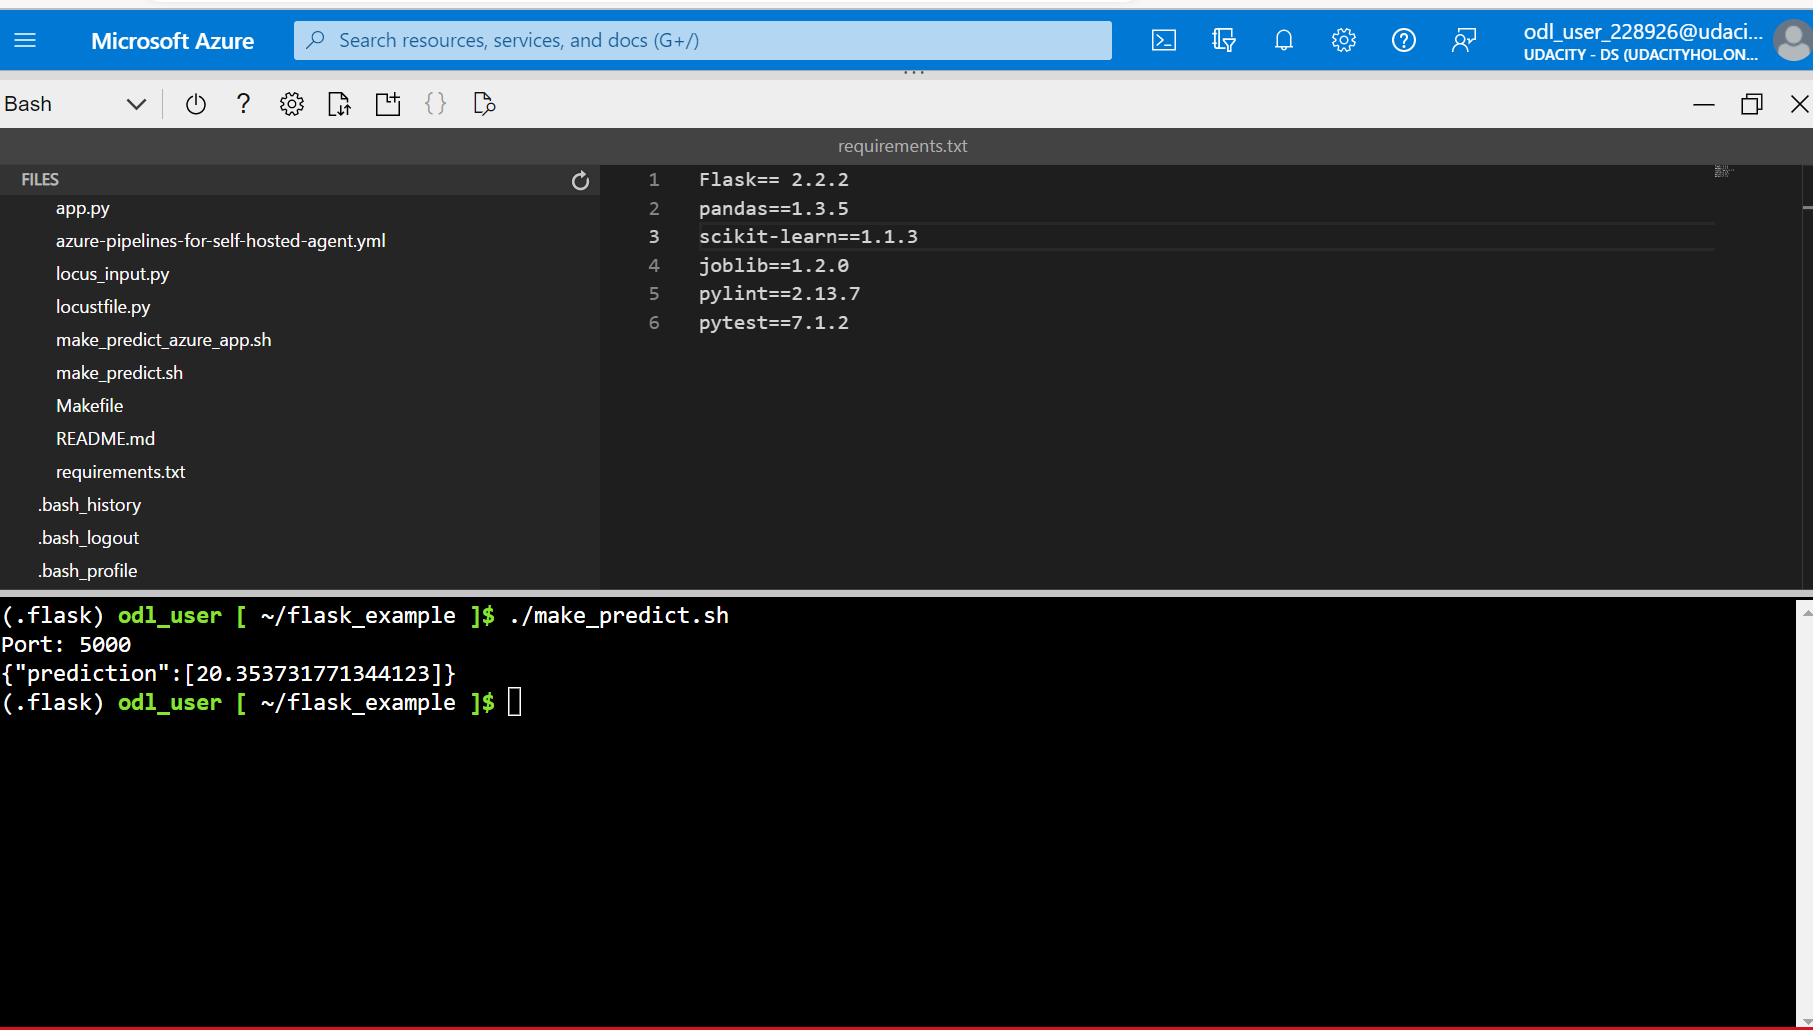 Microsoft Azure
Search resources, services, and docs (G+/)
odl_user_228926@udaci...
UDACITY - DS (UDACITYHOL.ON...
Bash
requirements.txt
FILES
app.py
azure-pipelines-for-self-hosted-agent.yml
locus_input.py
locustfile.py
make_predict_azure_app.sh
make_predict.sh
Makefile
README.md
requirements.txt
.bash_history
.bash_logout
.bash_profile
1 Flask== 2.2.2
2 pandas==1.3.5
3 scikit-learn==1.1.3
4 joblib==1.2.0
5 pylint==2.13.7
6 pytest==7.1.2
(.flask) odl_user [ ~/flask_example ]$ ./make_predict.sh
Port: 5000
{"prediction":[20.353731771344123]}
(.flask) odl_user [ ~/flask_example ]$